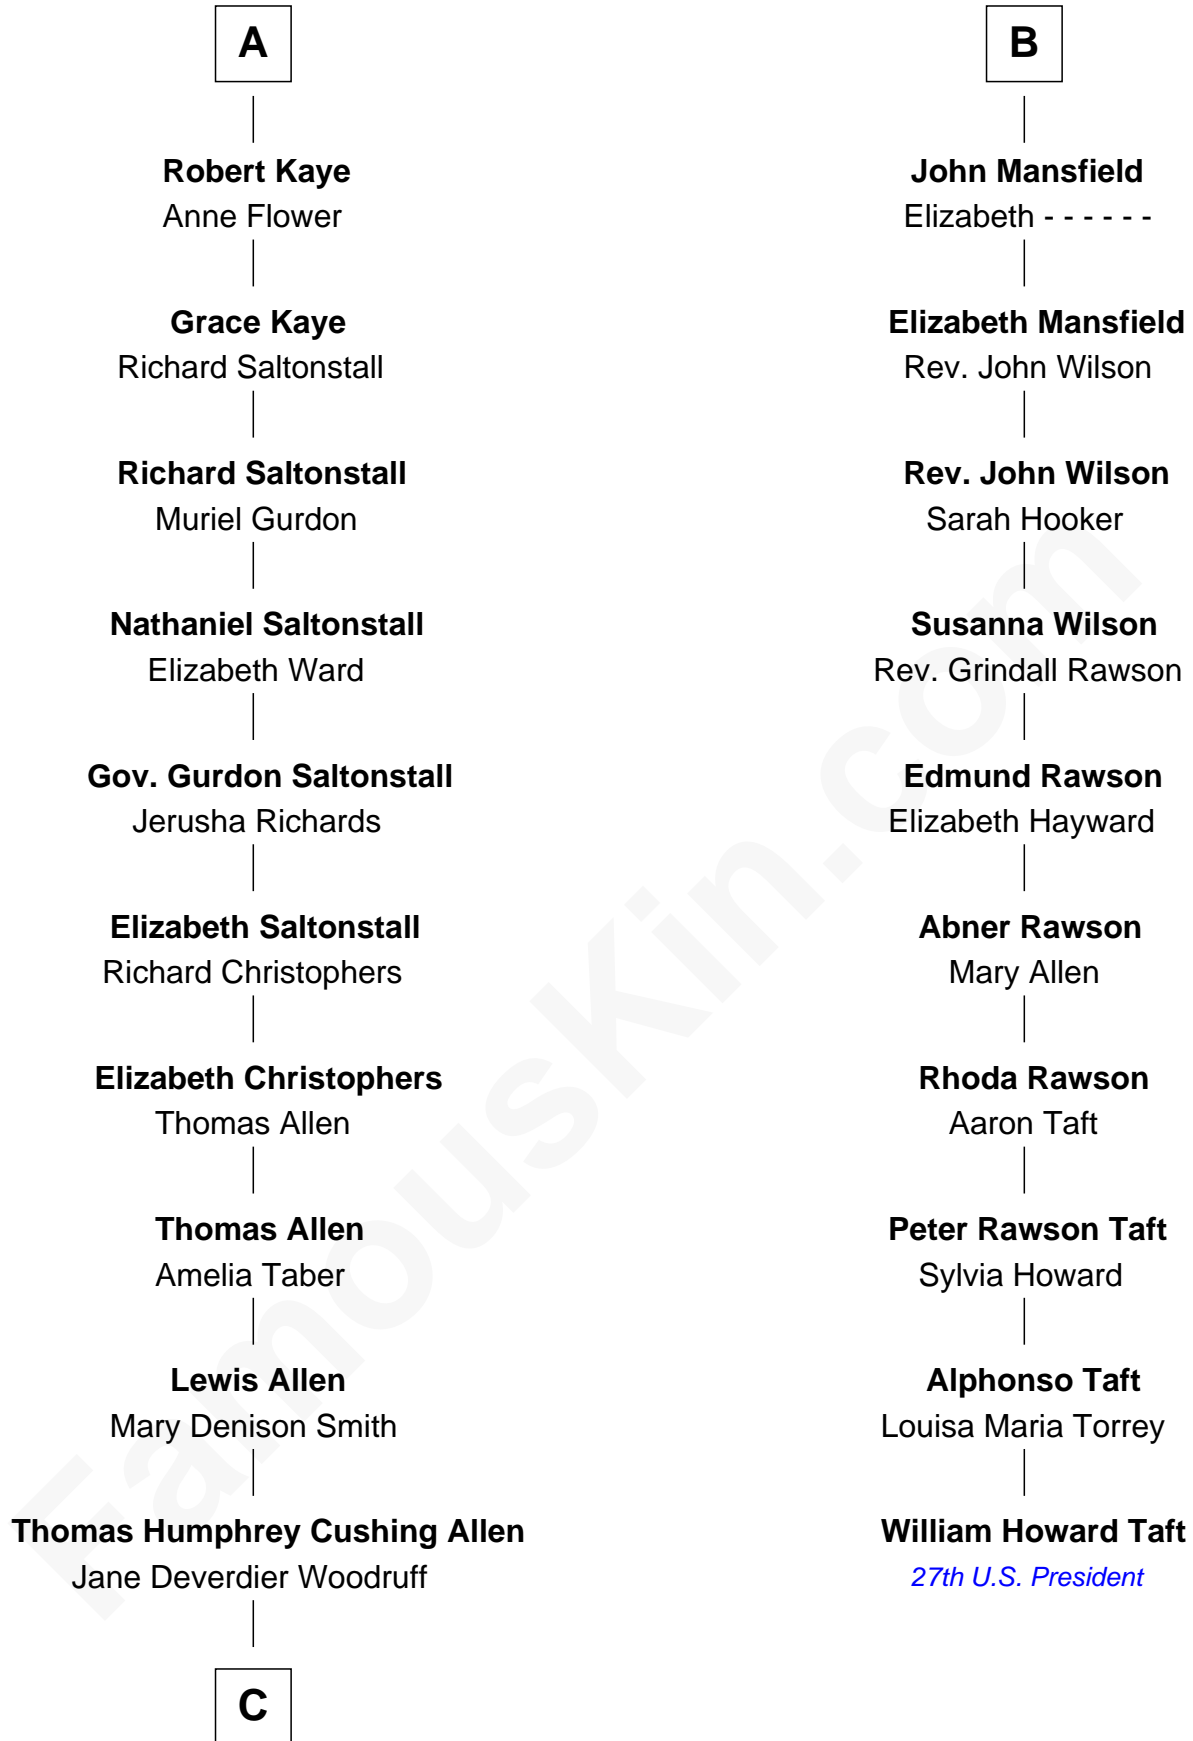 A
Robert Kaye
Anne Flower
Grace Kaye
Richard Saltonstall
Richard Saltonstall
Muriel Gurdon
Nathaniel Saltonstall
Elizabeth Ward
Gov. Gurdon Saltonstall
Jerusha Richards
Elizabeth Saltonstall
Richard Christophers
Elizabeth Christophers
Thomas Allen
Thomas Allen
Amelia Taber
Lewis Allen
Mary Denison Smith
Thomas Humphrey Cushing Allen
Jane Deverdier Woodruff
C
B
John Mansfield
Elizabeth - - - - - -
Elizabeth Mansfield
Rev. John Wilson
Rev. John Wilson
Sarah Hooker
Susanna Wilson
Rev. Grindall Rawson
Edmund Rawson
Elizabeth Hayward
Abner Rawson
Mary Allen
Rhoda Rawson
Aaron Taft
Peter Rawson Taft
Sylvia Howard
Alphonso Taft
Louisa Maria Torrey
William Howard Taft
27th U.S. President
FamousKin.com